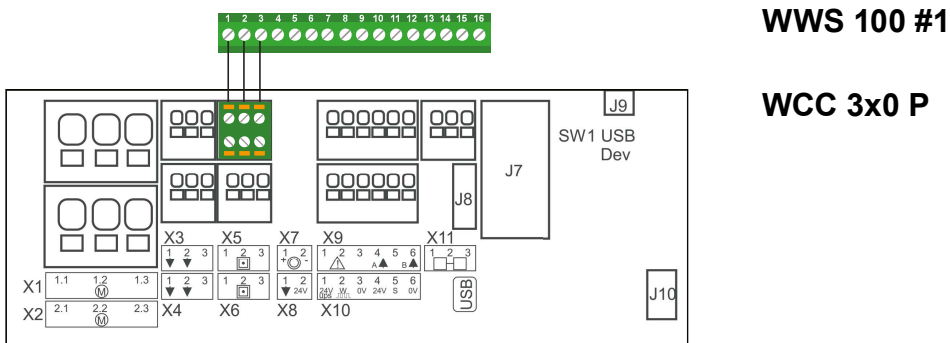 1 2 3 4 5 6 7 8 9 10 11 12 13 14 15 16
WWS 100 #1
WCC 3x0 P
J9
SW1 USB
Dev
J7
J8
X3 X5 X7 X9 X11
1 2 3 1 2 3 1 2 1 2 3 4 5 6 1 2 3
+ - A B
X1 1.1 1.2 1.3
M
1 2 3 1 2 3 1 2 1 2 3 4 5 6
24V 24V W 0V 24V S 0V
ups
X2 2.1 2.2 2.3
M
X4 X6 X8 X10
USB
J10